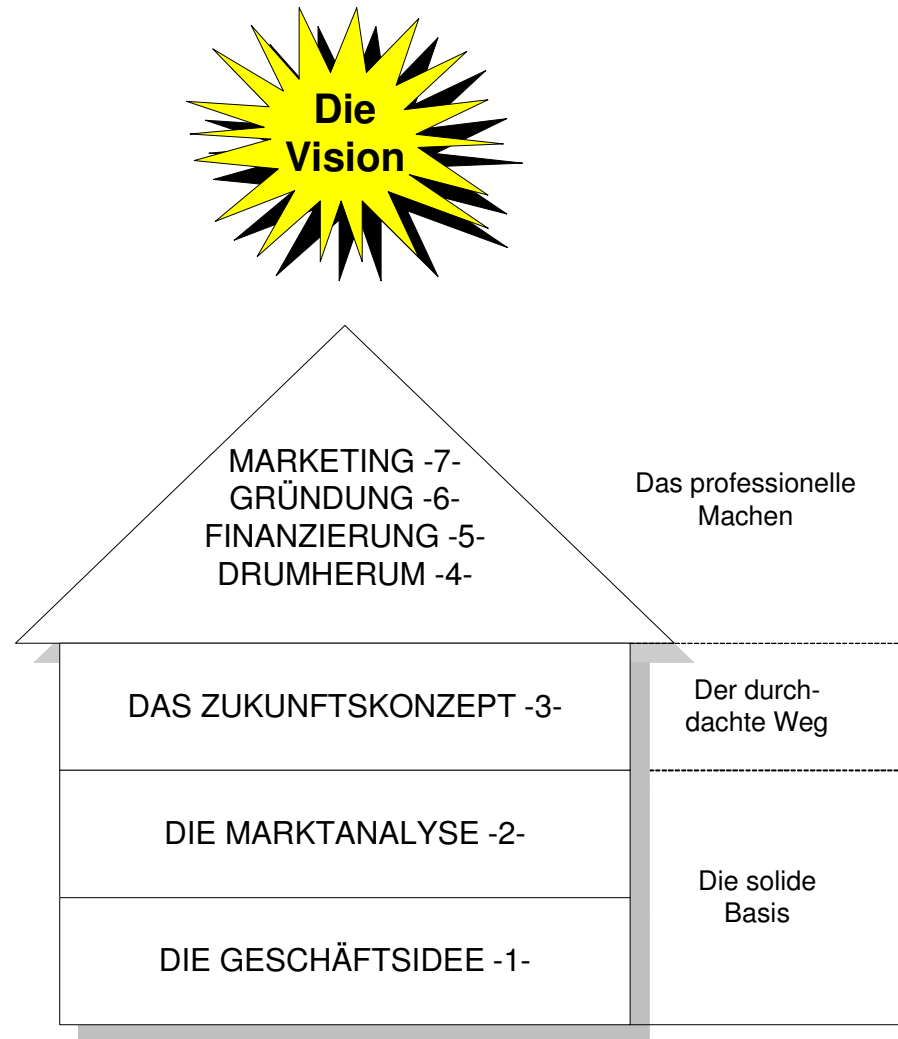 Die
Vision
MARKETING -7-
GRÜNDUNG -6-
FINANZIERUNG -5-
DRUMHERUM -4-
Das professionelle
Machen
DAS ZUKUNFTSKONZEPT -3-
Der durch-
dachte Weg
DIE MARKTANALYSE -2-
DIE GESCHÄFTSIDEE -1-
Die solide
Basis